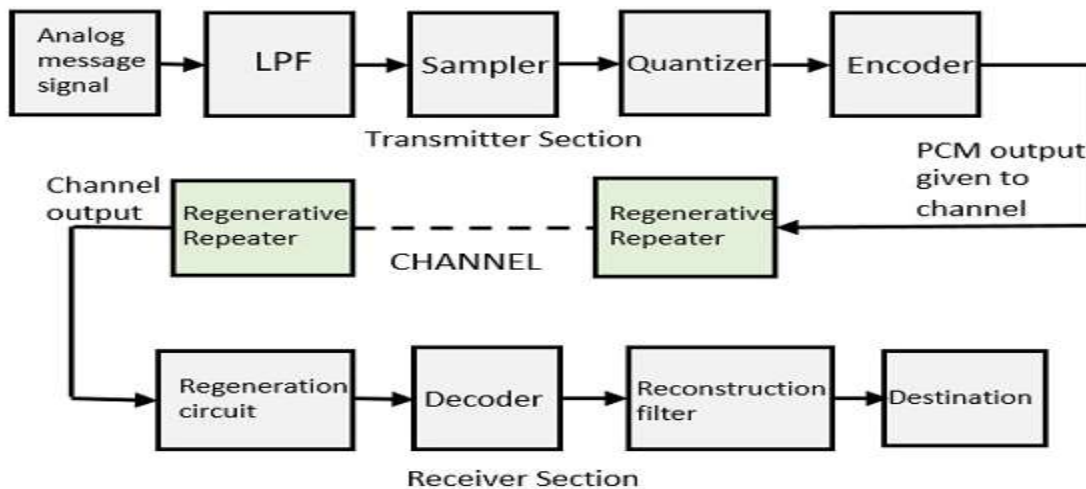 Analog
message
signal
LPF
Sampler
Quantizer
Encoder
Transmitter Section
PCM output
given to
channel
Channel
output
Regenerative
Repeater
CHANNEL
Regenerative
Repeater
Regeneration
circuit
Decoder
Reconstruction
filter
Destination
Receiver Section